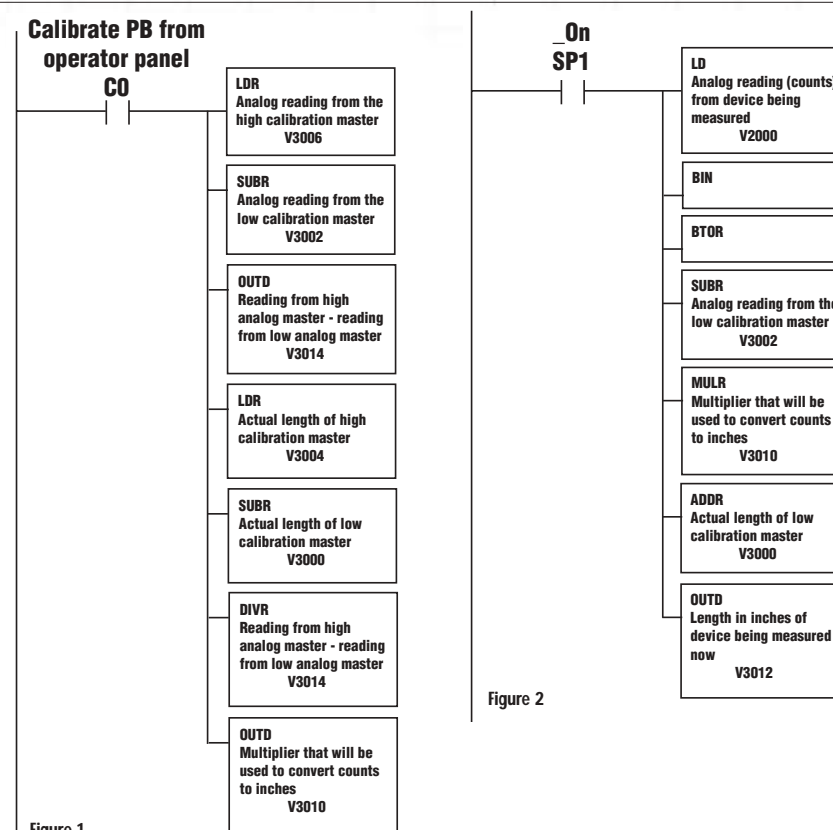 Calibrate PB from
operator panel
C0
LDR
Analog reading from the
high calibration master
V3006
SUBR
Analog reading from the
low calibration master
V3002
OUTD
Reading from high
analog master - reading
from low analog master
V3014
LDR
Actual length of high
calibration master
V3004
SUBR
Actual length of low
calibration master
V3000
DIVR
Reading from high
analog master - reading
from low analog master
V3014
OUTD
Multiplier that will be
used to convert counts
to inches
V3010
Figure 1
_On
SP1
LD
Analog reading (counts)
from device being
measured
V2000
BIN
BTOR
SUBR
Analog reading from the
low calibration master
V3002
MULR
Multiplier that will be
used to convert counts
to inches
V3010
ADDR
Actual length of low
calibration master
V3000
OUTD
Length in inches of
device being measured
now
V3012
Figure 2